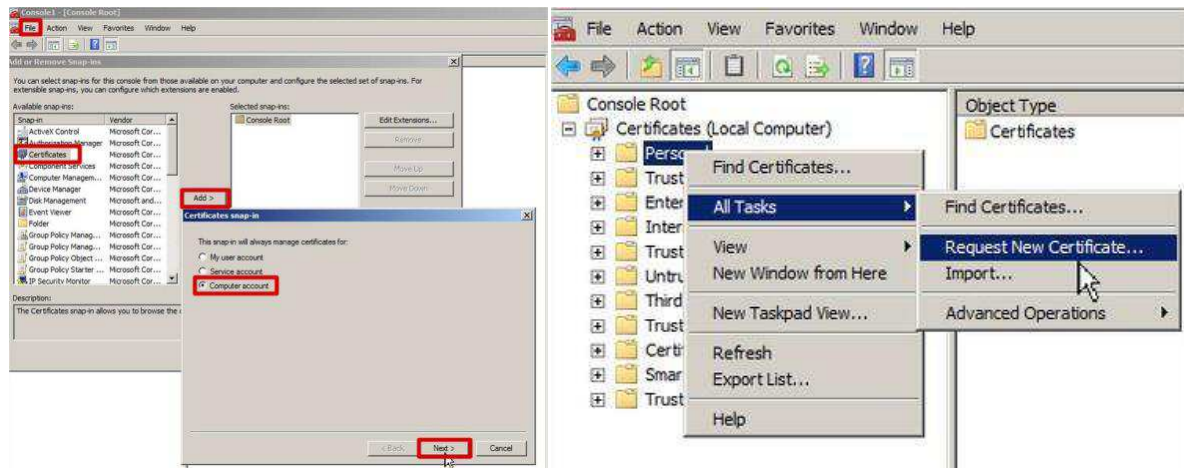 Console1 - [Console Root]
File Action View Favorites Window Help
Add or Remove Snap-ins
You can select snap-ins for this console from those available on your computer and configure the selected set of snap-ins. For
extensible snap-ins, you can configure which extensions are enabled.
Available snap-ins:
Selected snap-ins:
Snap-in Vendor
Console Root
Edit Extensions...
ActiveX Control Microsoft Cor...
Authorization Manager Microsoft Cor...
Remove
Certificates Microsoft Cor...
Component Services Microsoft Cor...
Computer Managem... Microsoft Cor...
Move Up
Device Manager Microsoft Cor...
Disk Management Microsoft and...
Move Down
Event Viewer Microsoft Cor...
Add >
Folder Microsoft Cor...
Group Policy Manag... Microsoft Cor...
Group Policy Manag... Microsoft Cor...
Group Policy Object ... Microsoft Cor...
Group Policy Starter ... Microsoft Cor...
IP Security Monitor Microsoft Cor...
Description:
The Certificates snap-in allows you to browse the
Certificates snap-in
This snap-in will always manage certificates for:
My user account
Service account
Computer account
< Back
Next >
Cancel
File Action View Favorites Window Help
Console Root
Certificates (Local Computer)
Object Type
Certificates
Perso
Trust
Enter
Inter
Trust
Untru
Third
Trust
Certi
Smar
Trust
Find Certificates...
All Tasks
View
New Window from Here
New Taskpad View...
Refresh
Export List...
Help
Find Certificates...
Request New Certificate...
Import...
Advanced Operations